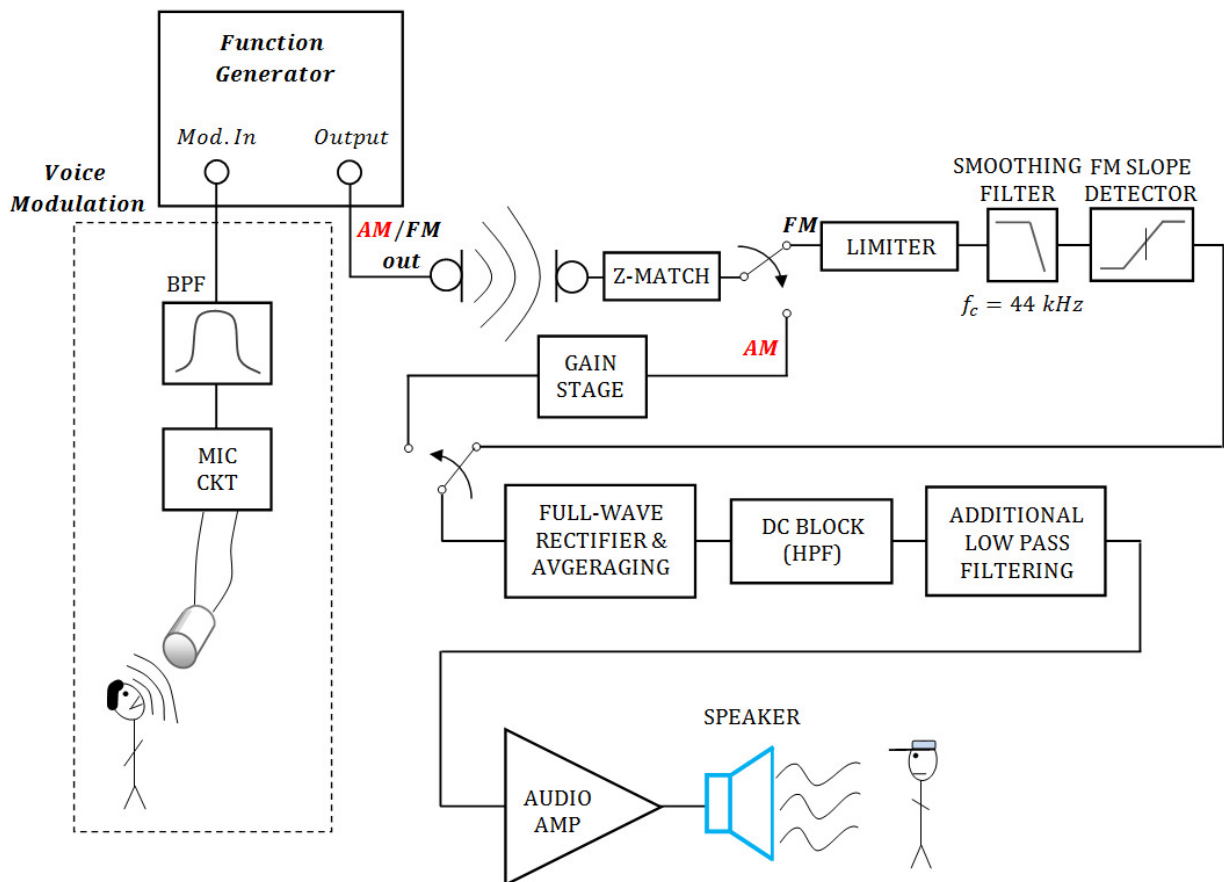 Function
Generator
Mod.In
Output
Voice
Modulation
AM/FM
out
BPF
MIC
CKT
Z-MATCH
FM
AM
LIMITER
SMOOTHING
FILTER
f_c = 44 kHz
FM SLOPE
DETECTOR
GAIN
STAGE
FULL-WAVE
RECTIFIER &
AVGERAGING
DC BLOCK
(HPF)
ADDITIONAL
LOW PASS
FILTERING
AUDIO
AMP
SPEAKER